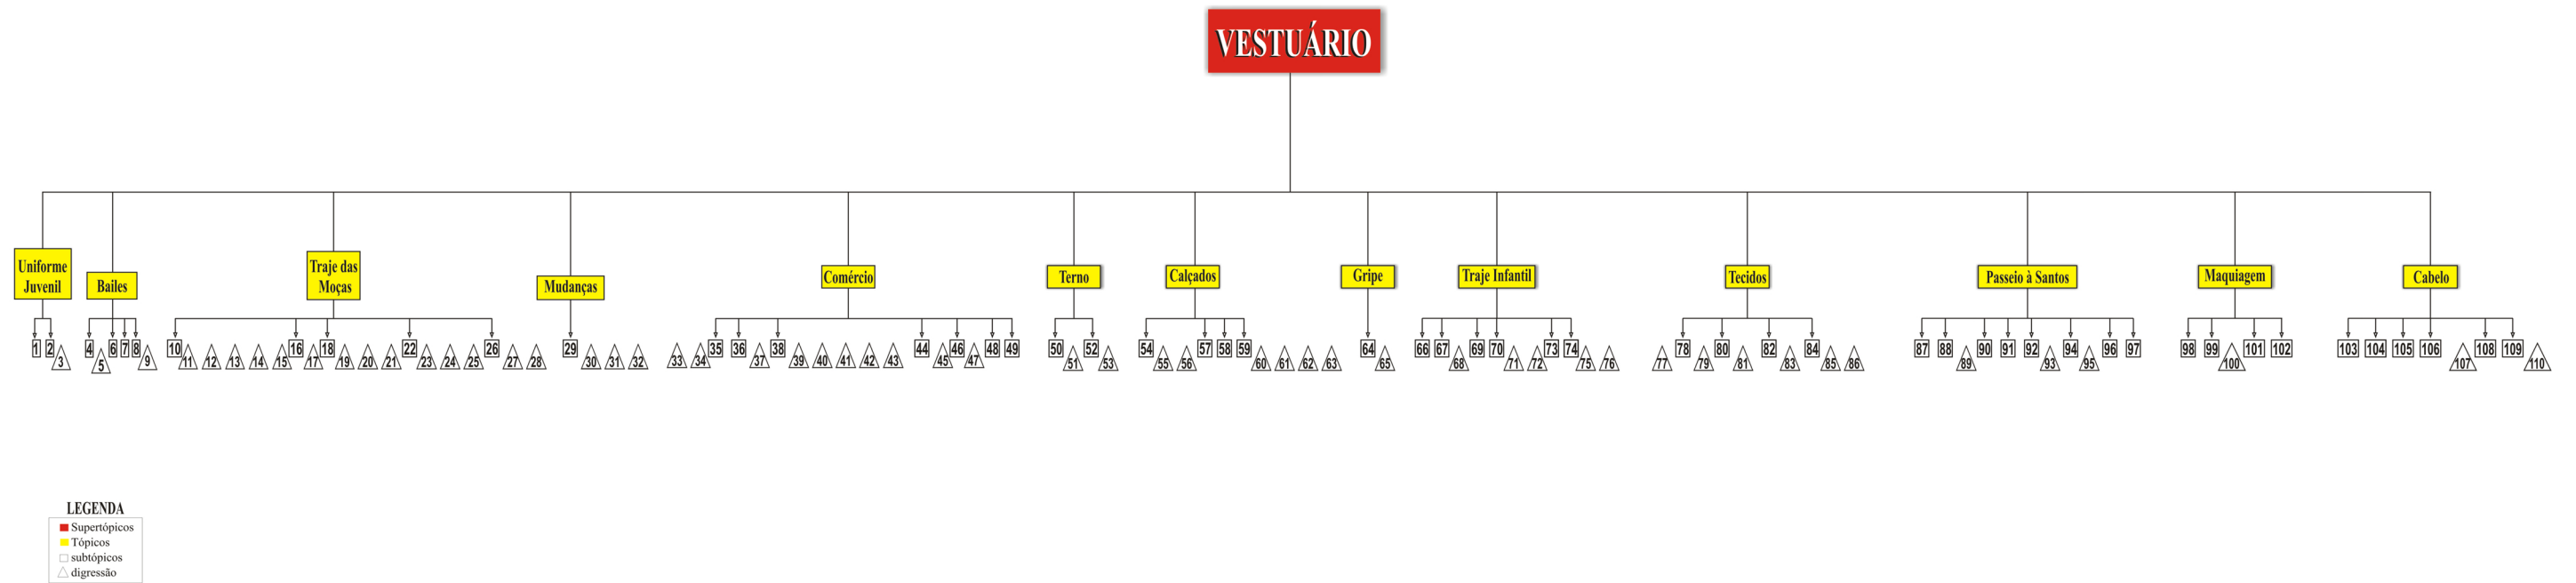 VESTUÁRIO
Uniforme
Juvenil
Bailes
Traje das
Moças
Mudanças
Comércio
Terno
Calçados
Gripe
Traje Infantil
Tecidos
Passeio à Santos
Maquiagem
Cabelo
1 2 3 4 5 6 7 8 9 10 11 12 13 14 15 16 17 18 19 20 21 22 23 24 25 26 27 28 29 30 31 32 33 34 35 36 37 38 39 40 41 42 43 44 45 46 47 48 49 50 51 52 53 54 55 56 57 58 59 60 61 62 63 64 65 66 67 68 69 70 71 72 73 74 75 76 77 78 79 80 81 82 83 84 85 86 87 88 89 90 91 92 93 94 95 96 97 98 99 100 101 102 103 104 105 106 107 108 109 110
LEGENDA
Supertópicos
Tópicos
subtópicos
digressão